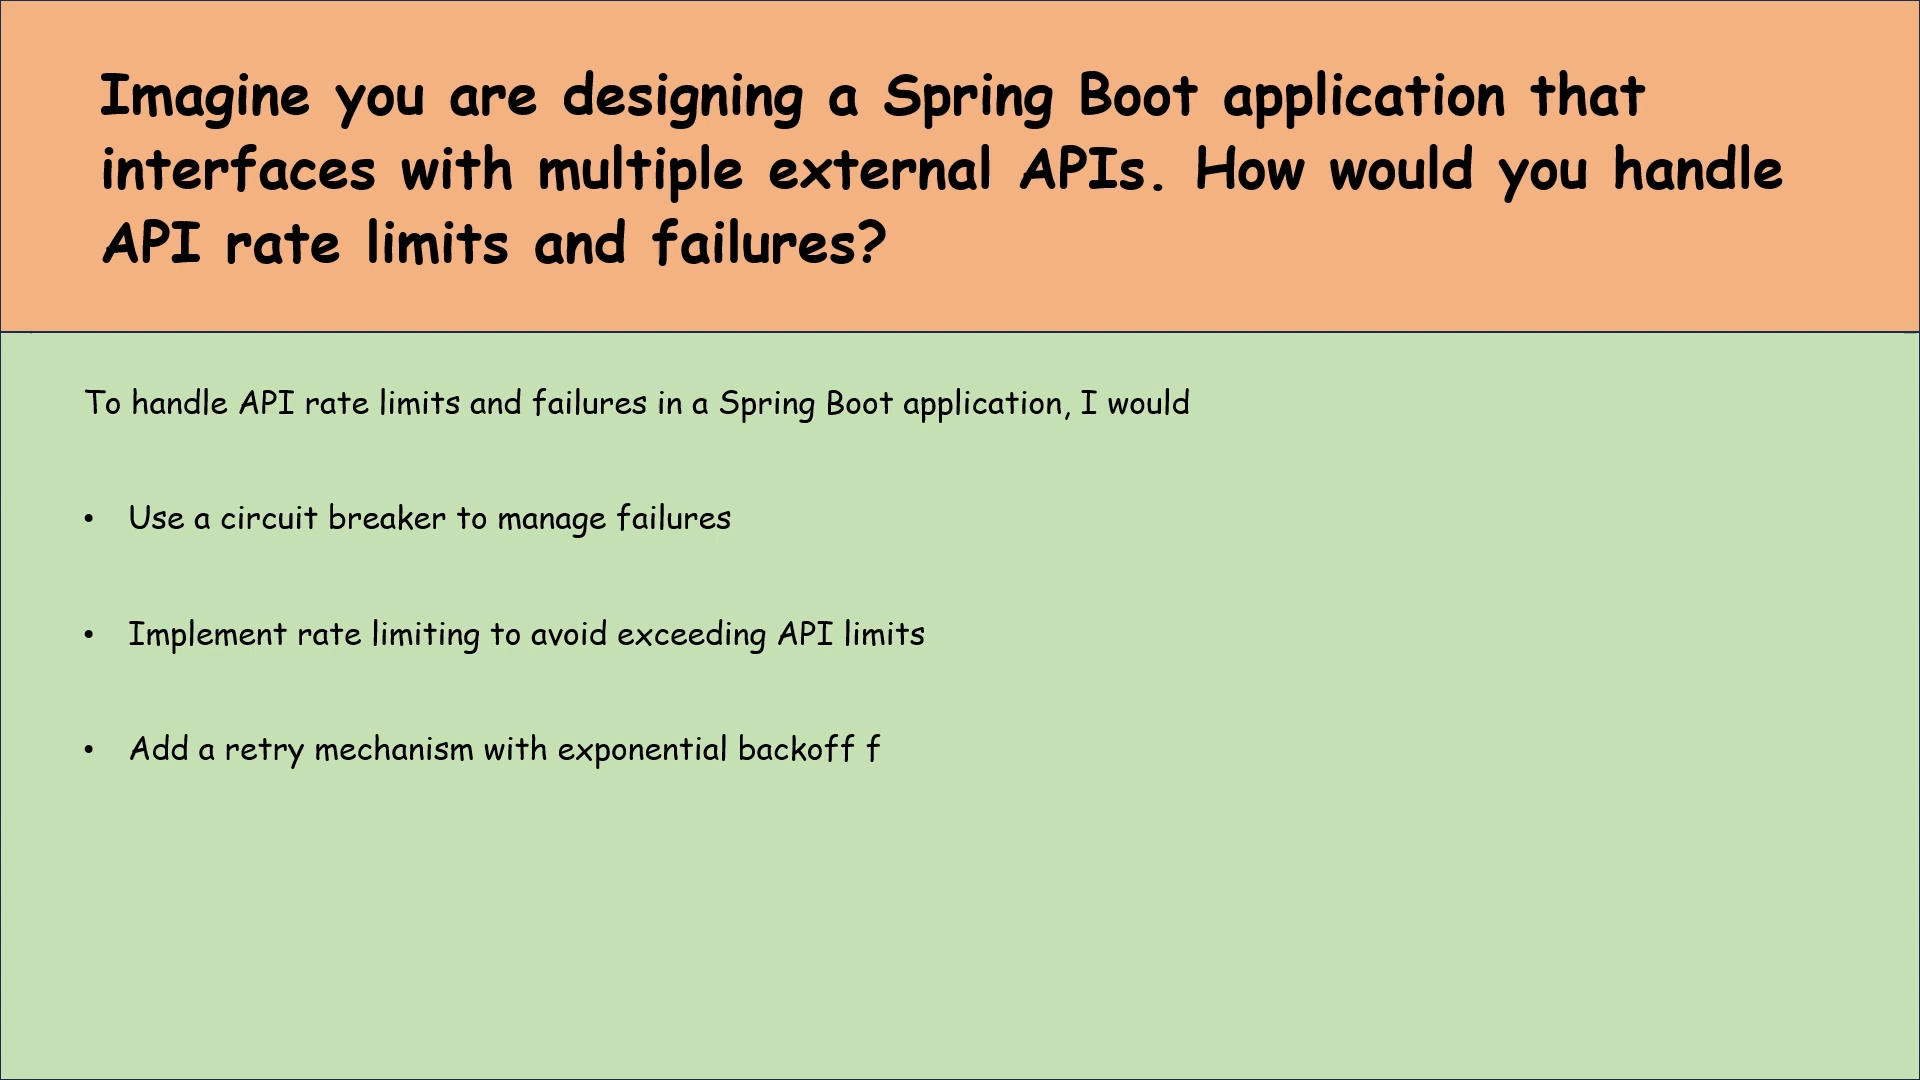 Imagine you are designing a Spring Boot application that
interfaces with multiple external APIs. How would you handle
API rate limits and failures?
To handle API rate limits and failures in a Spring Boot application, I would
• Use a circuit breaker to manage failures
• Implement rate limiting to avoid exceeding API limits
• Add a retry mechanism with exponential backoff f